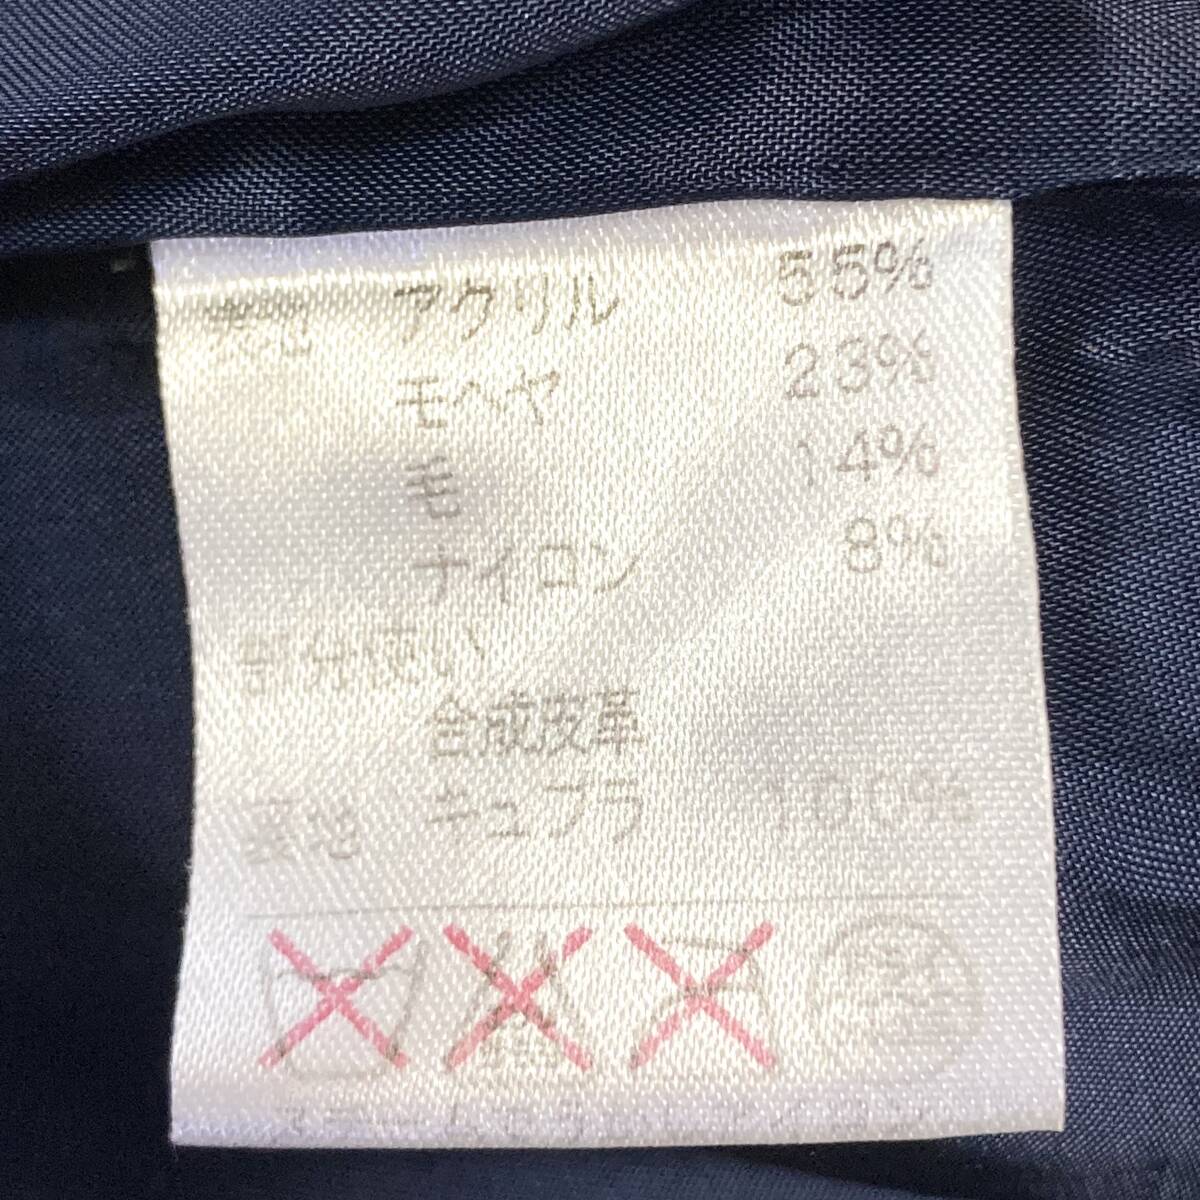 表地 アクリル 55%
モヘヤ 23%
毛 14%
ナイロン 8%
部分使い
合成皮革
裏地 キュプラ 100%